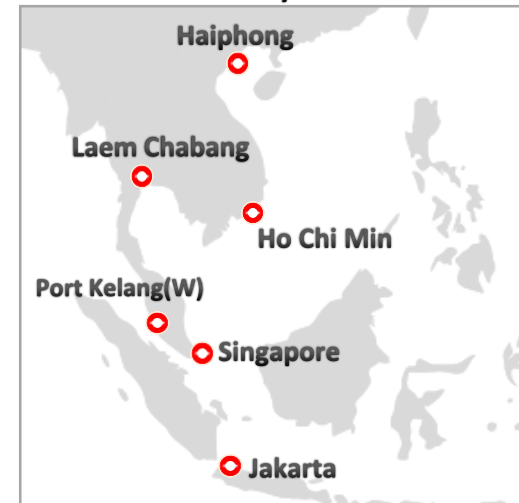 Haiphong
Laem Chabang
Ho Chi Min
Port Kelang(W)
Singapore
Jakarta